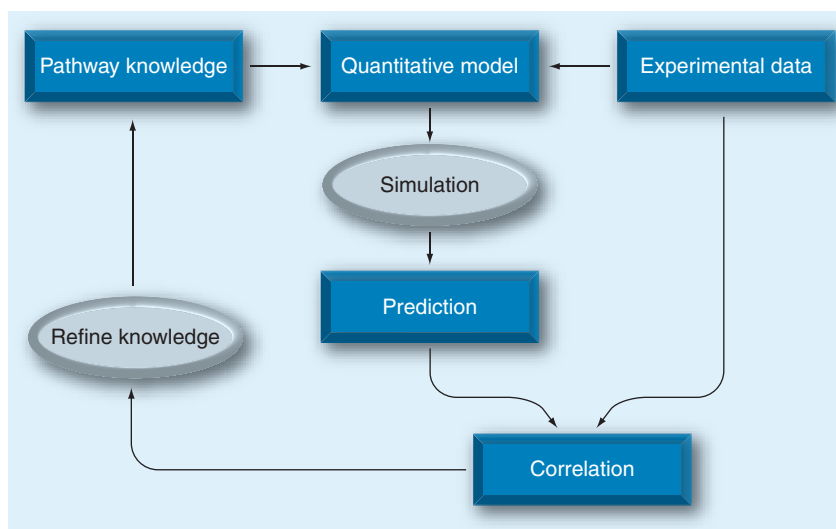 Pathway knowledge
Quantitative model
Experimental data
Simulation
Prediction
Refine knowledge
Correlation